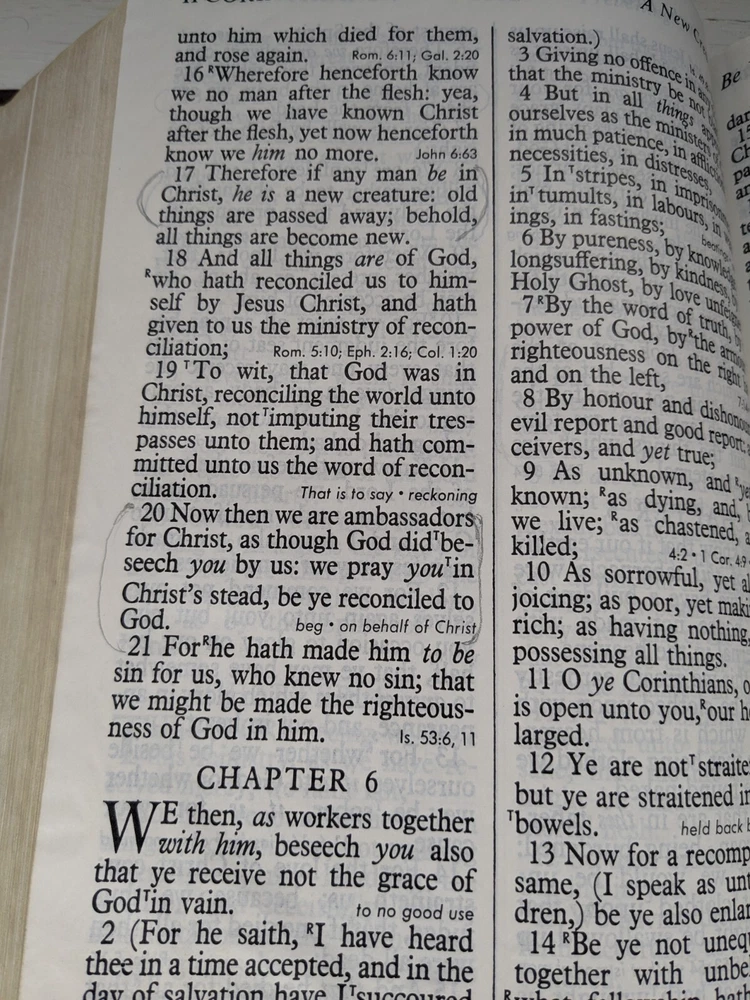 A New
unto him which died for them,
and rose again. Rom. 6:11; Gal. 2:20
16 ᴿWherefore henceforth know
we no man after the flesh: yea,
though we have known Christ
after the flesh, yet now henceforth
know we him no more. John 6:63
17 Therefore if any man be in
Christ, he is a new creature: old
things are passed away; behold,
all things are become new.
18 And all things are of God,
ᴿwho hath reconciled us to him-
self by Jesus Christ, and hath
given to us the ministry of recon-
ciliation; Rom. 5:10; Eph. 2:16; Col. 1:20
19 ᵀTo wit, that God was in
Christ, reconciling the world unto
himself, not ᵀimputing their tres-
passes unto them; and hath com-
mitted unto us the word of recon-
ciliation. That is to say • reckoning
20 Now then we are ambassadors
for Christ, as though God did ᵀbe-
seech you by us: we pray you ᵀin
Christ's stead, be ye reconciled to
God. beg • on behalf of Christ
21 For ᴿhe hath made him to be
sin for us, who knew no sin; that
we might be made the righteous-
ness of God in him. Is. 53:6, 11
CHAPTER 6
WE then, as workers together
with him, beseech you also
that ye receive not the grace of
God ᵀin vain. to no good use
2 (For he saith, ᴿI have heard
thee in a time accepted, and in the
day of salvation have I ᵀsuccoured
salvation.)
3 Giving no offence in
that the ministry be not
4 But in all things
ourselves as the
in much patience, in
necessities, in distresses,
5 In ᵀstripes, in
in ᵀtumults, in labours, in
ings, in fastings;
6 By pureness, by
longsuffering, by kindness,
Holy Ghost, by love
7 ᴿBy the word of truth,
power of God, by ᴿthe
righteousness on the right
and on the left,
8 By honour and
evil report and good report:
ceivers, and yet true;
9 As unknown, and
known; ᴿas dying, and,
we live; ᴿas chastened,
killed; 4:2 • 1 Cor. 4:9
10 As sorrowful, yet
joicing; as poor, yet
rich; as having nothing,
possessing all things.
11 O ye Corinthians,
is open unto you, ᴿour
larged.
12 Ye are not
but ye are straitened
ᵀbowels. held back
13 Now for a
same, (I speak as
dren,) be ye also
14 ᴿBe ye not
together with
Be